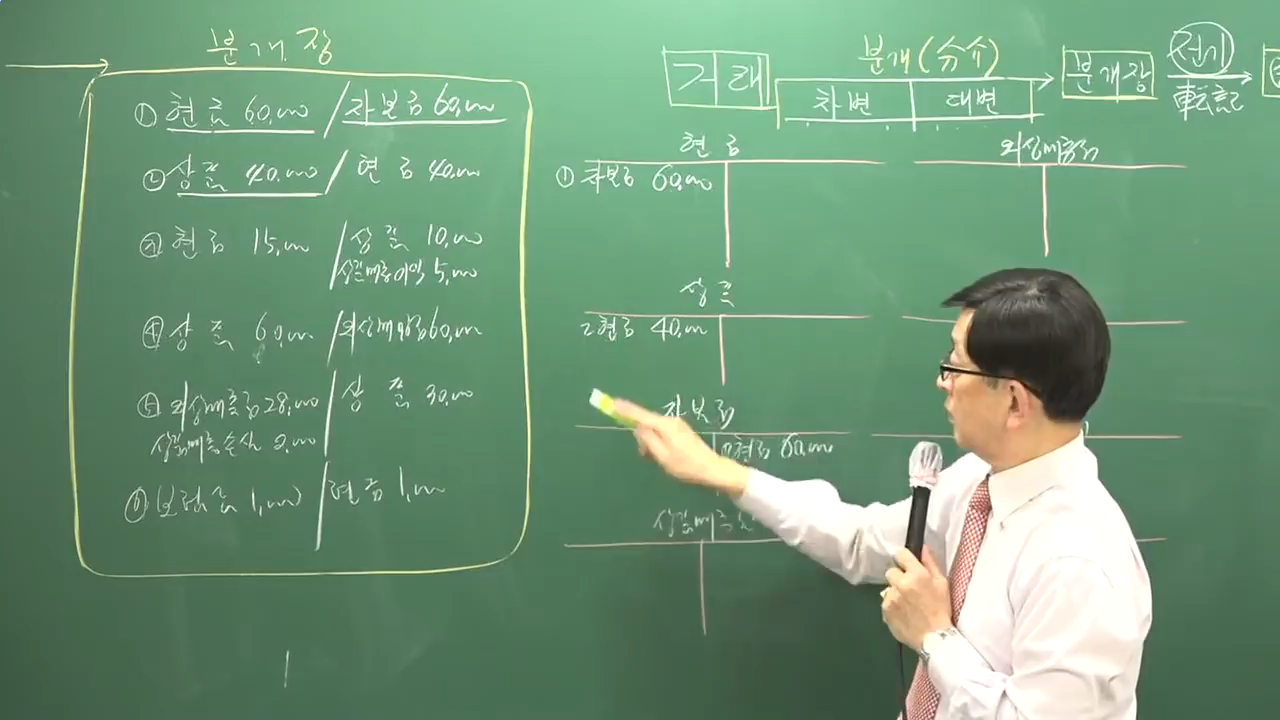 분개장
① 현금 60,000 / 자본금 60,000
② 상품 40,000 / 현금 40,000
③ 현금 15,000 / 상품 10,000
상품매출이익 5,000
④ 상품 60,000 / 외상매입금 60,000
⑤ 외상매출금 28,000 / 상품 30,000
상품매출손실 2,000
⑥ 보험료 1,000 / 현금 1,000
거래
분개(分介)
차변 대변
분개장
전기
転記
현금
① 자본금 60,000
외상매출금
상품
2 현금 40,000
자본금
① 현금 60,000
상품매출